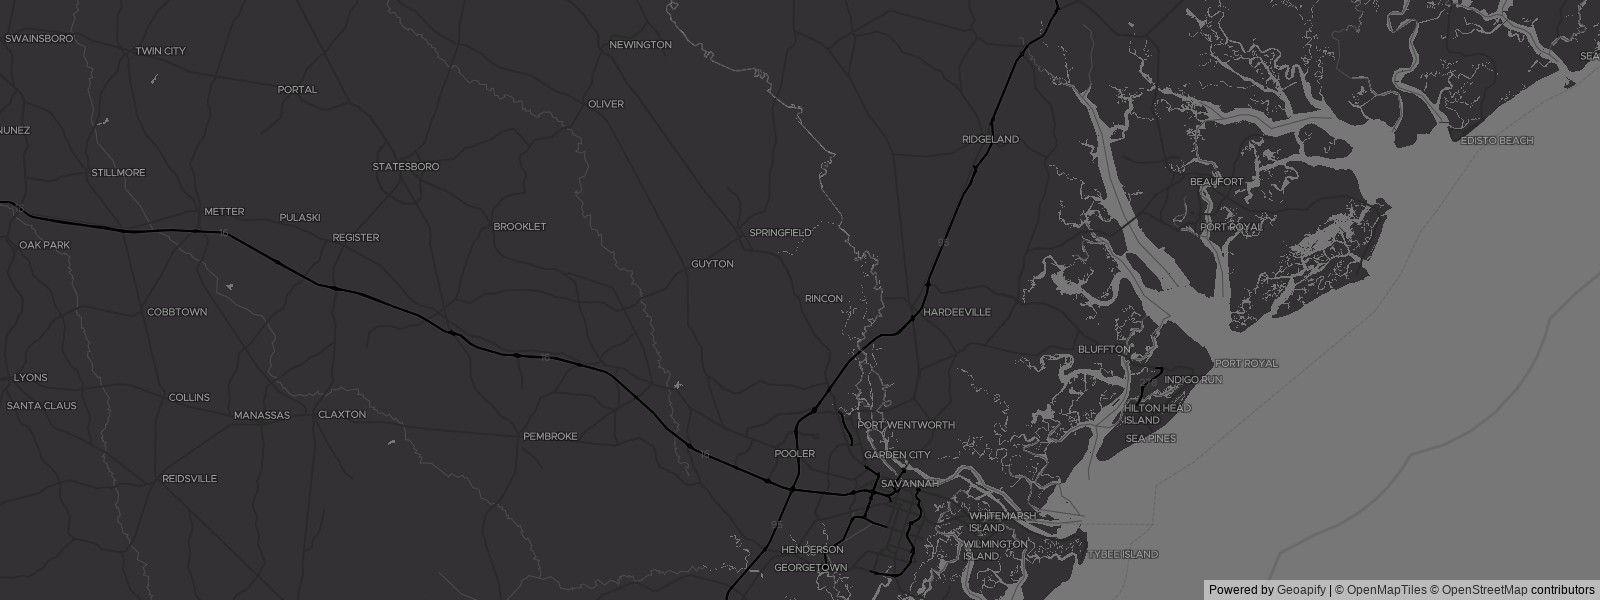 SWAINSBORO
NEWINGTON
TWIN CITY
SEA
PORTAL
OLIVER
NUNEZ
RIDGELAND
EDISTO BEACH
STATESBORO
STILLMORE
BEAUFORT
METTER
PULASKI
BROOKLET
PORT ROYAL
16
SPRINGFIELD
REGISTER
OAK PARK
95
GUYTON
RINCON
COBBTOWN
HARDEEVILLE
BLUFFTON
16
PORT ROYAL
LYONS
278
INDIGO RUN
COLLINS
SANTA CLAUS
MANASSAS
CLAXTON
HILTON HEAD
ISLAND
PORT WENTWORTH
PEMBROKE
SEA PINES
16
POOLER
GARDEN CITY
REIDSVILLE
SAVANNAH
WHITEMARSH
ISLAND
95
HENDERSON
WILMINGTON
ISLAND
TYBEE ISLAND
GEORGETOWN
Powered by Geoapify | © OpenMapTiles © OpenStreetMap contributors